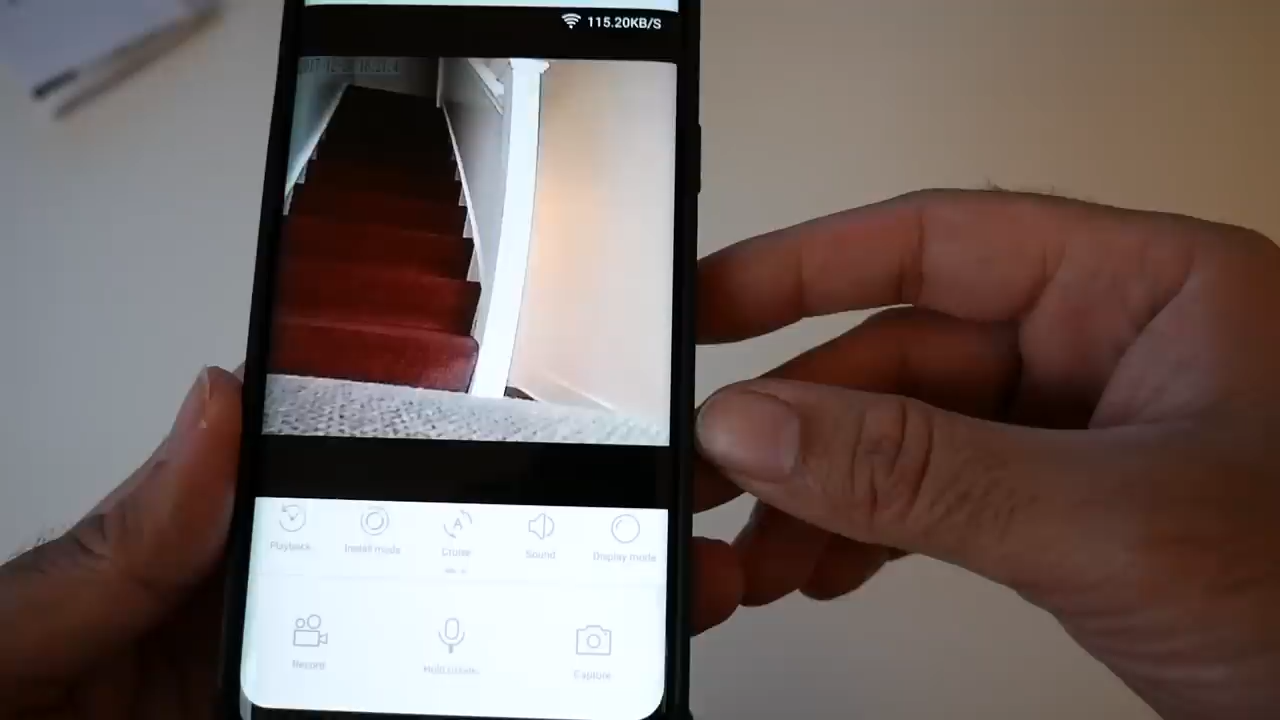 115.20KB/S
Playback
Install mode
Cruise
Sound
Display mode
Record
Capture